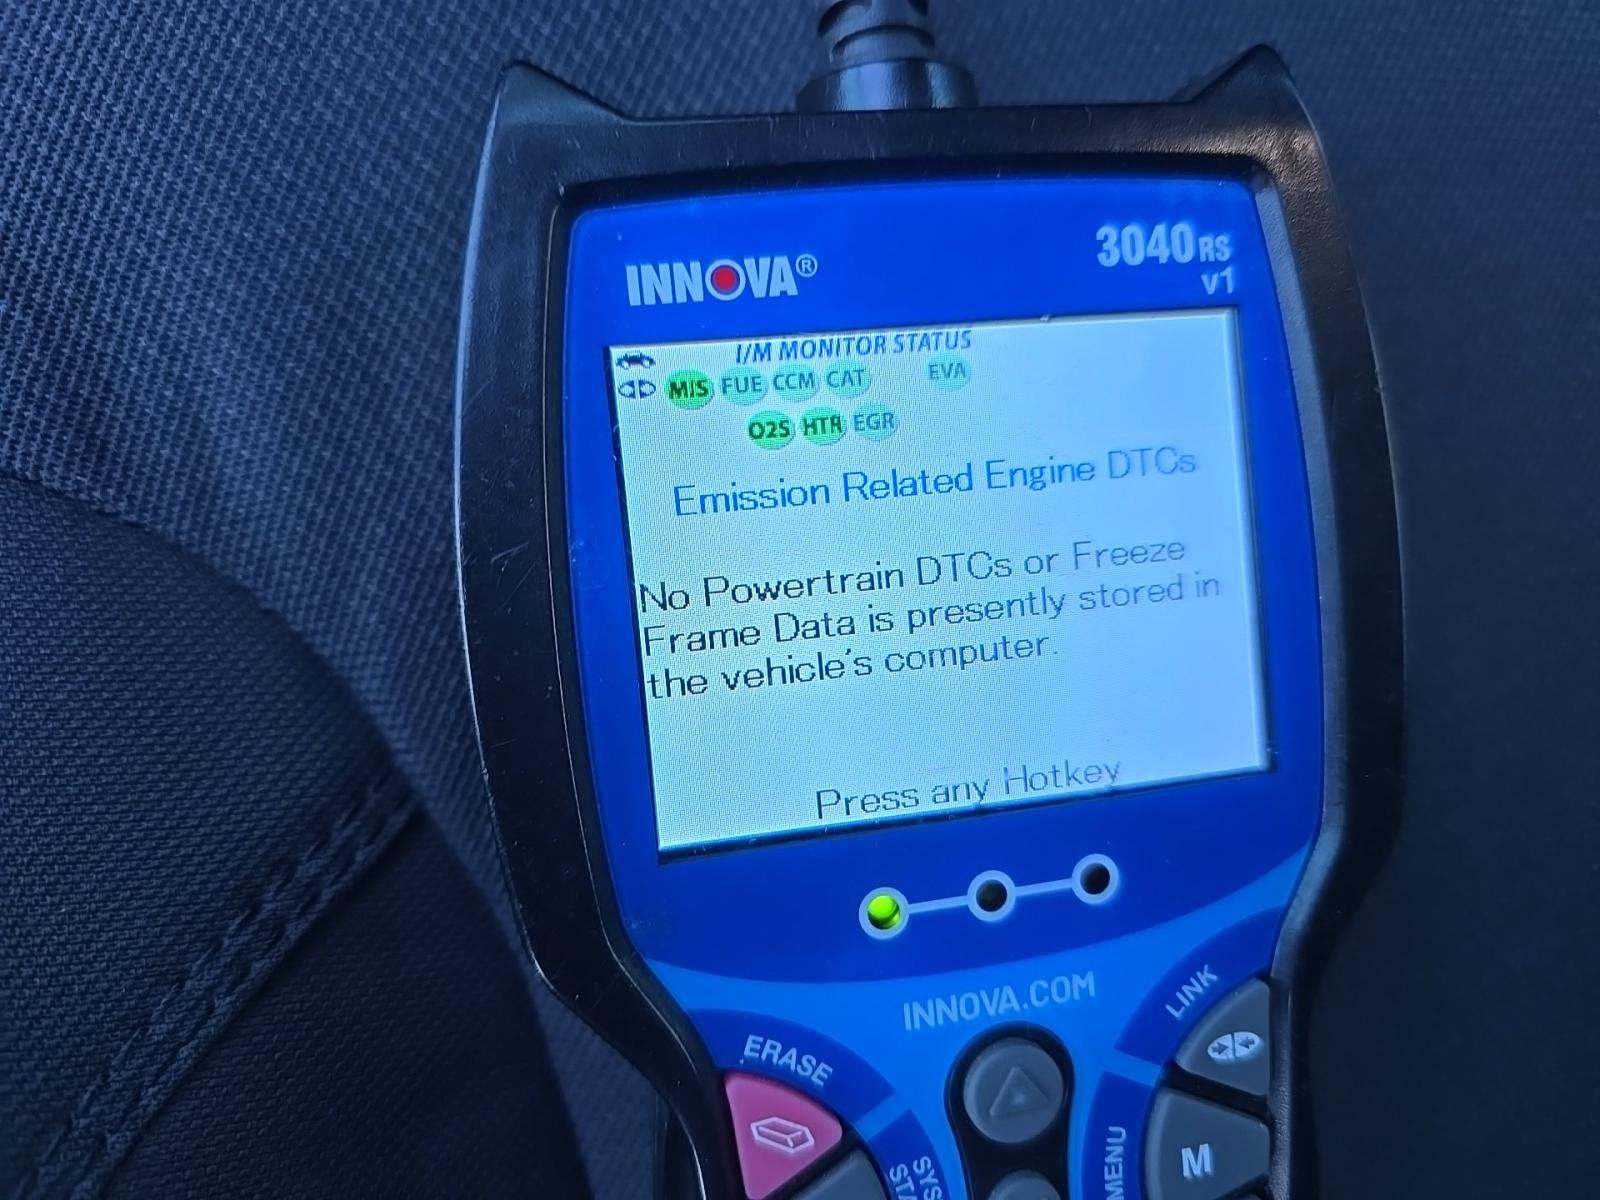 INNOVA®
3040RS
v1
I/M MONITOR STATUS
M/S FUE CCM CAT EVA
O2S HTR EGR
Emission Related Engine DTCs
No Powertrain DTCs or Freeze
Frame Data is presently stored in
the vehicle's computer.
Press any Hotkey
INNOVA.COM
ERASE
LINK
MENU
M